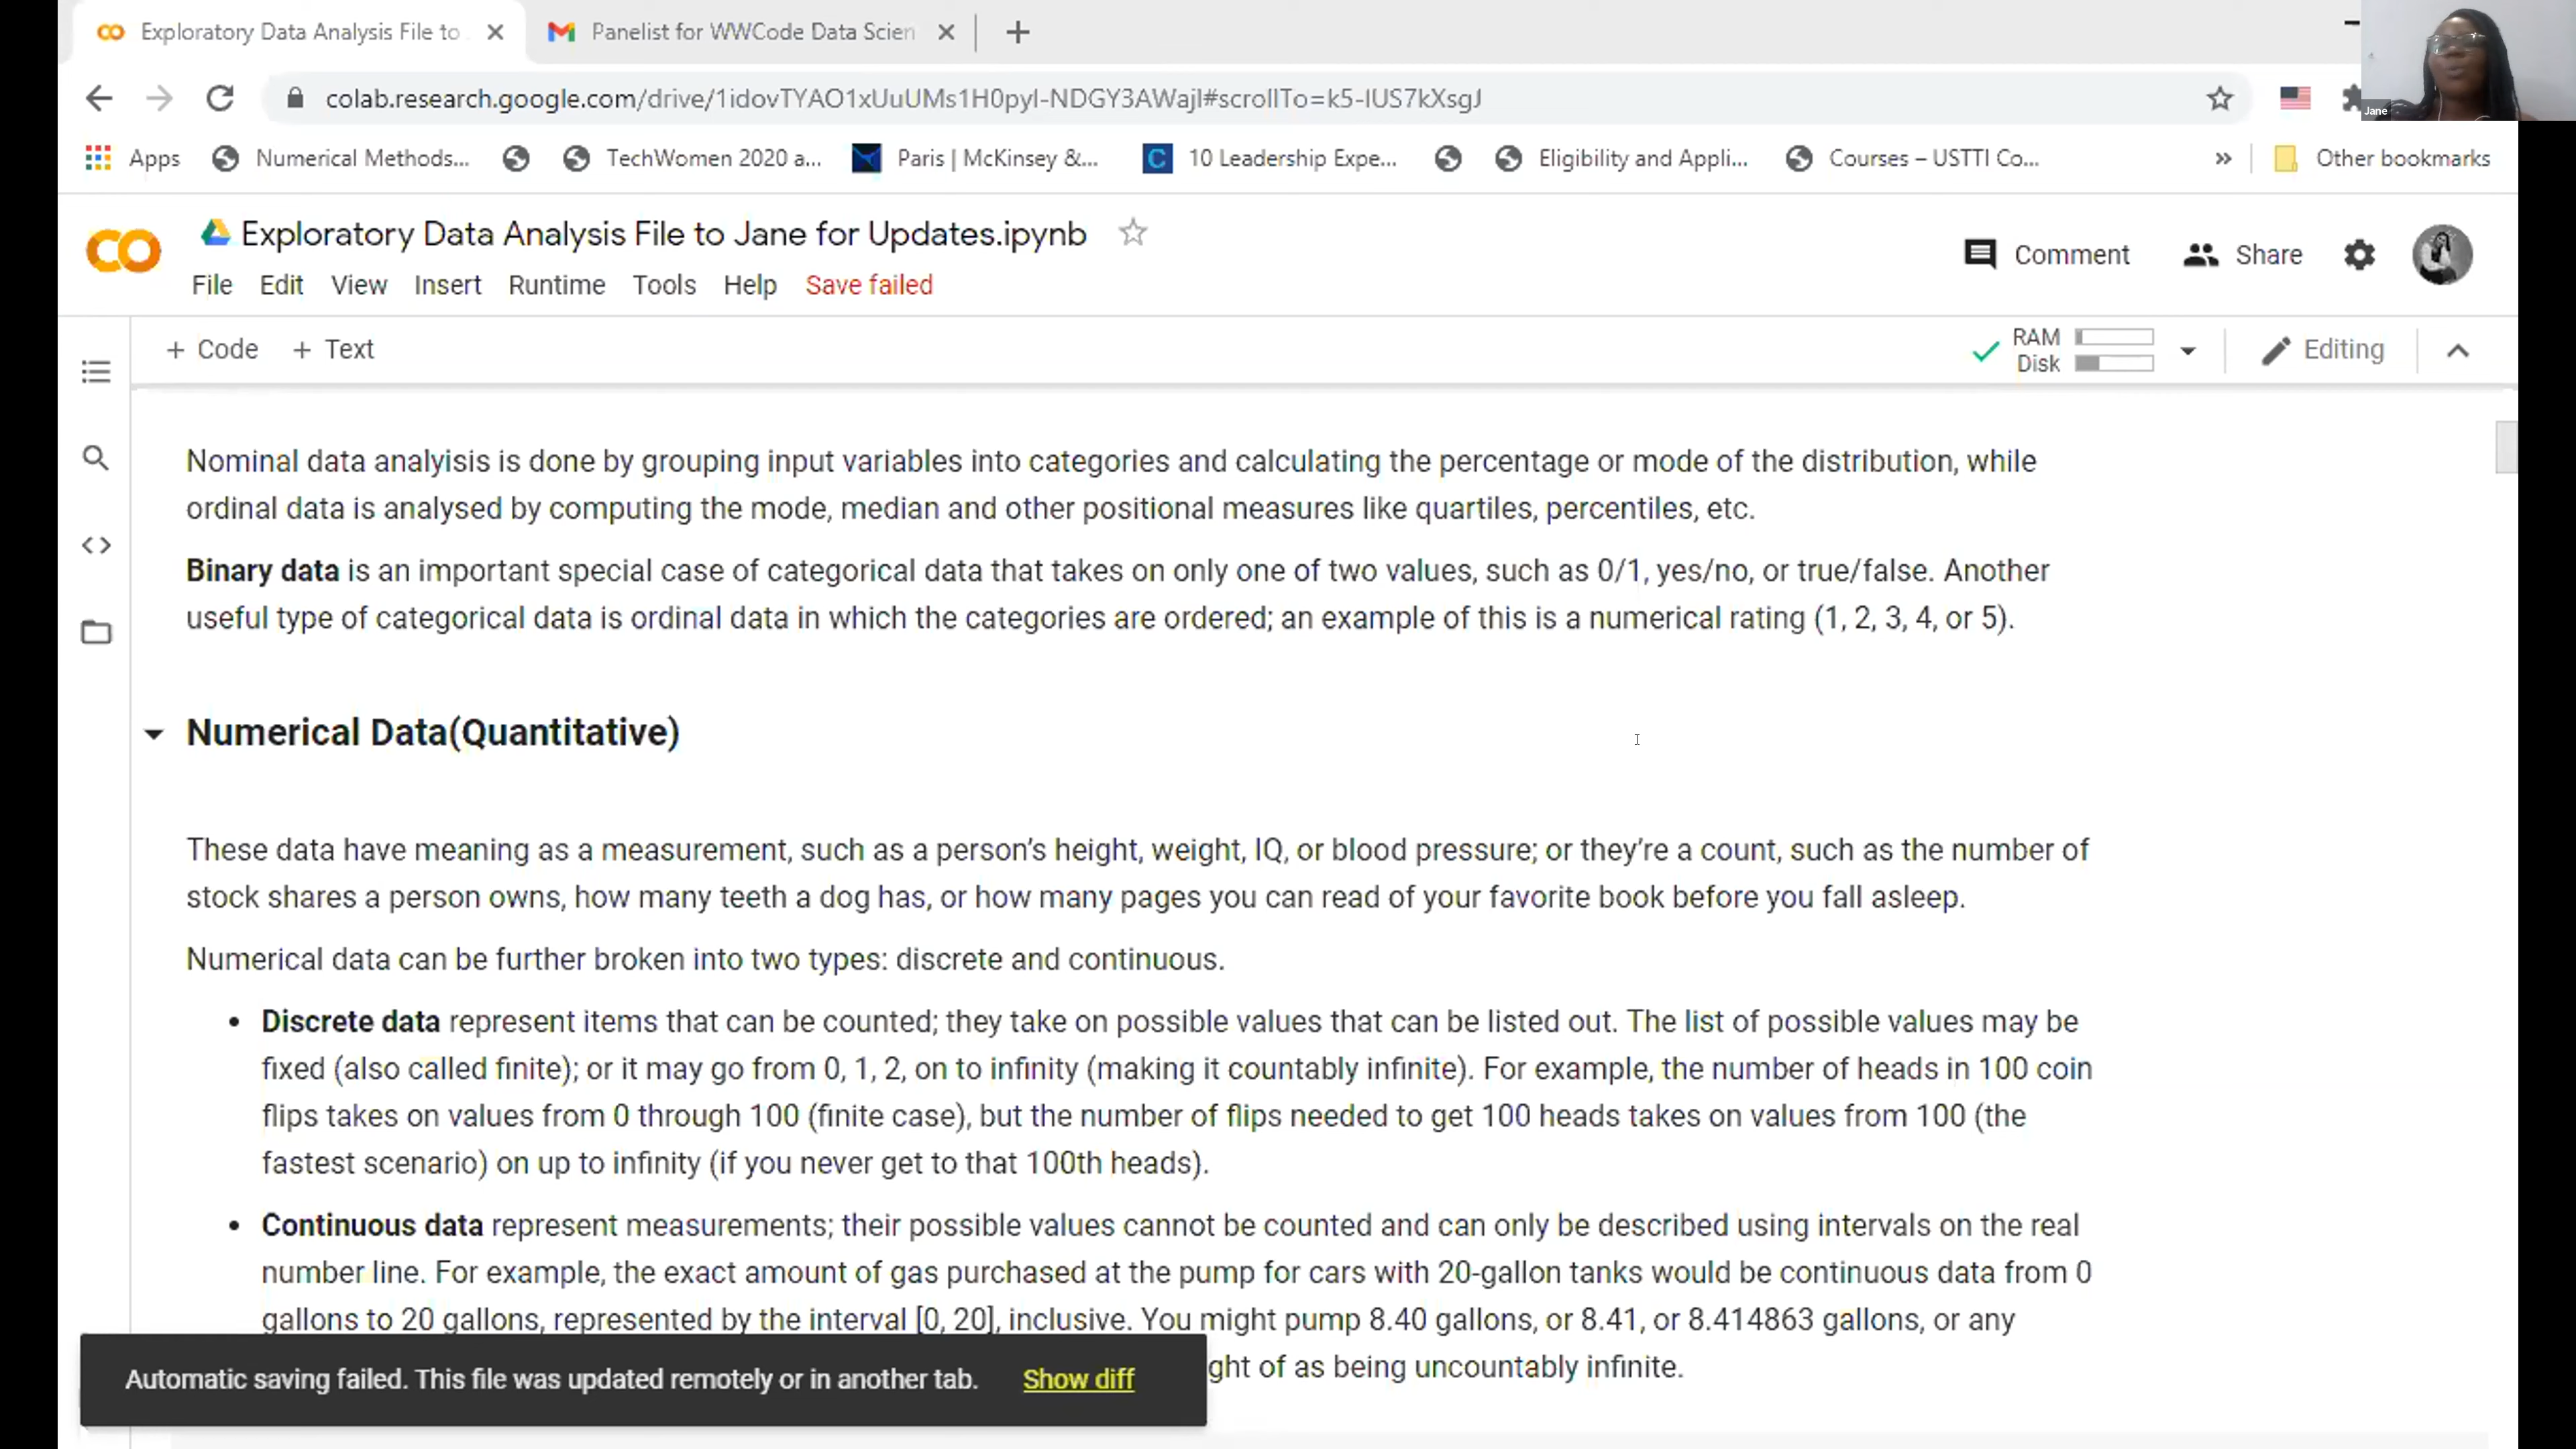 Exploratory Data Analysis File to
Panelist for WWCode Data Scien
colab.research.google.com/drive/1idovTYAO1xUuUMs1H0pyI-NDGY3AWajI#scrollTo=k5-IUS7kXsgJ
Jane
Apps
Numerical Methods...
TechWomen 2020 a...
Paris | McKinsey &...
10 Leadership Expe...
Eligibility and Appli...
Courses – USTTI Co...
Other bookmarks
Exploratory Data Analysis File to Jane for Updates.ipynb
Comment
Share
File Edit View Insert Runtime Tools Help Save failed
+ Code + Text
RAM
Disk
Editing
Nominal data analyisis is done by grouping input variables into categories and calculating the percentage or mode of the distribution, while
ordinal data is analysed by computing the mode, median and other positional measures like quartiles, percentiles, etc.
Binary data is an important special case of categorical data that takes on only one of two values, such as 0/1, yes/no, or true/false. Another
useful type of categorical data is ordinal data in which the categories are ordered; an example of this is a numerical rating (1, 2, 3, 4, or 5).
Numerical Data(Quantitative)
These data have meaning as a measurement, such as a person's height, weight, IQ, or blood pressure; or they're a count, such as the number of
stock shares a person owns, how many teeth a dog has, or how many pages you can read of your favorite book before you fall asleep.
Numerical data can be further broken into two types: discrete and continuous.
• Discrete data represent items that can be counted; they take on possible values that can be listed out. The list of possible values may be
fixed (also called finite); or it may go from 0, 1, 2, on to infinity (making it countably infinite). For example, the number of heads in 100 coin
flips takes on values from 0 through 100 (finite case), but the number of flips needed to get 100 heads takes on values from 100 (the
fastest scenario) on up to infinity (if you never get to that 100th heads).
• Continuous data represent measurements; their possible values cannot be counted and can only be described using intervals on the real
number line. For example, the exact amount of gas purchased at the pump for cars with 20-gallon tanks would be continuous data from 0
gallons to 20 gallons, represented by the interval [0, 20], inclusive. You might pump 8.40 gallons, or 8.41, or 8.414863 gallons, or any
ght of as being uncountably infinite.
Automatic saving failed. This file was updated remotely or in another tab. Show diff